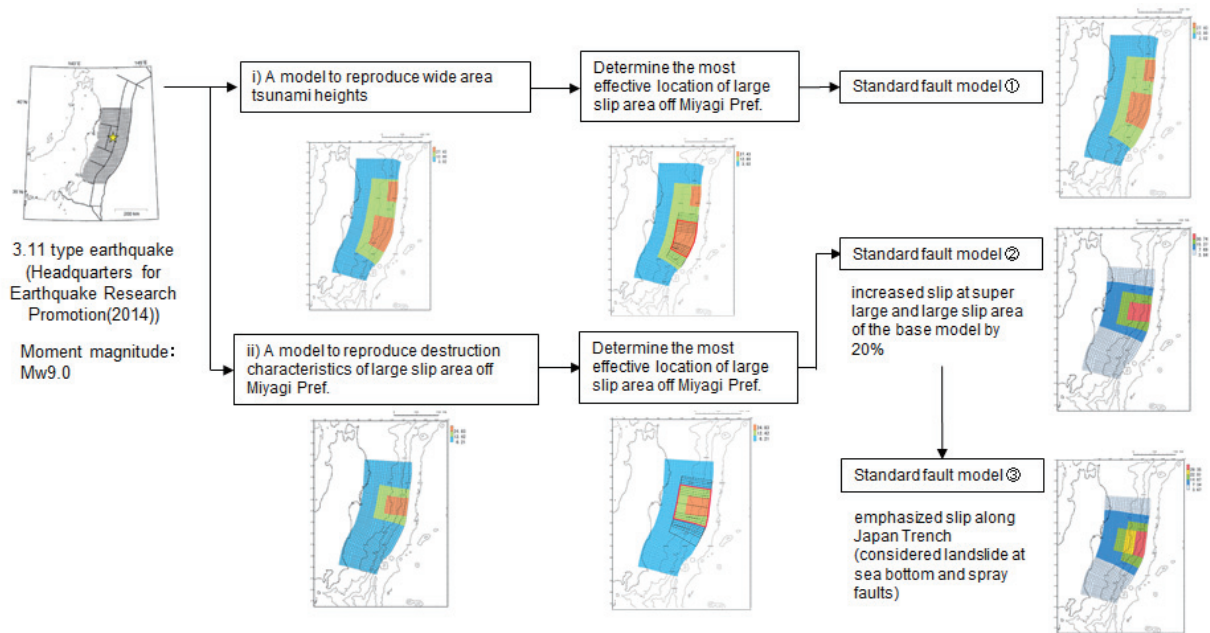 140°E
145°E
40°N
200 km
3.11 type earthquake
(Headquarters for
Earthquake Research
Promotion(2014))
Moment magnitude:
Mw9.0
i) A model to reproduce wide area
tsunami heights
Determine the most
effective location of large
slip area off Miyagi Pref.
Standard fault model ①
ii) A model to reproduce destruction
characteristics of large slip area off
Miyagi Pref.
Determine the most
effective location of large
slip area off Miyagi Pref.
Standard fault model ②
increased slip at super
large and large slip area
of the base model by
20%
Standard fault model ③
emphasized slip along
Japan Trench
(considered landslide at
sea bottom and spray
faults)